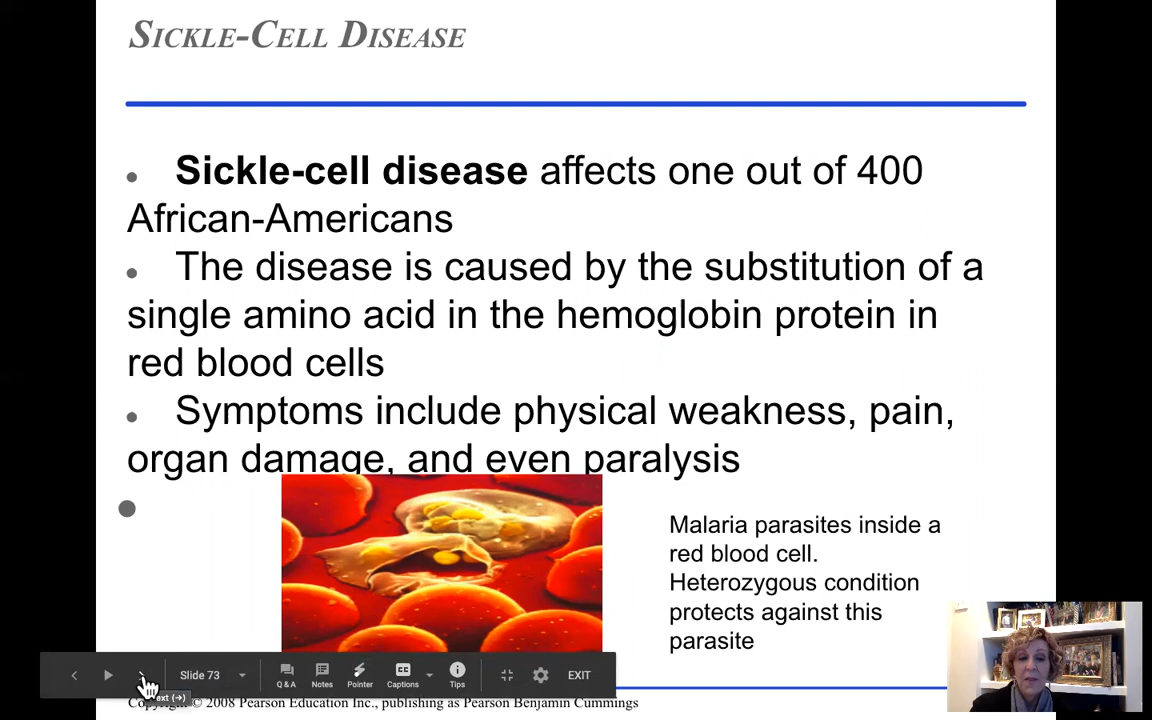 SICKLE-CELL DISEASE
Sickle-cell disease affects one out of 400
African-Americans
The disease is caused by the substitution of a
single amino acid in the hemoglobin protein in
red blood cells
Symptoms include physical weakness, pain,
organ damage, and even paralysis
Malaria parasites inside a
red blood cell.
Heterozygous condition
protects against this
parasite
Slide 73
Q & A
Notes
Pointer
Captions
Tips
EXIT
(→)
Copyright © 2008 Pearson Education Inc., publishing as Pearson Benjamin Cummings